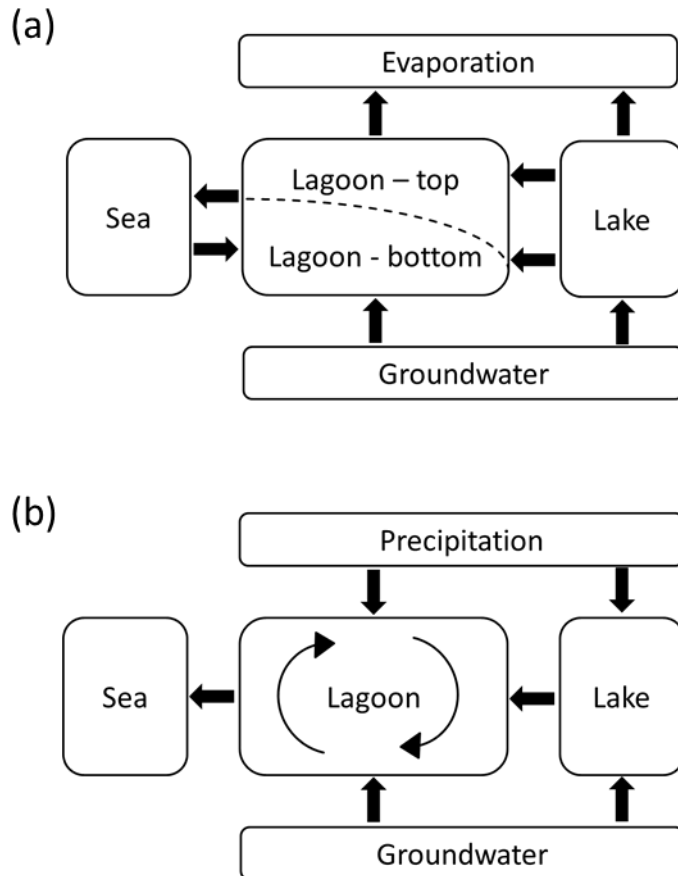 (a)
Evaporation
Lagoon – top
Sea
Lake
Lagoon - bottom
Groundwater
(b)
Precipitation
Sea
Lagoon
Lake
Groundwater